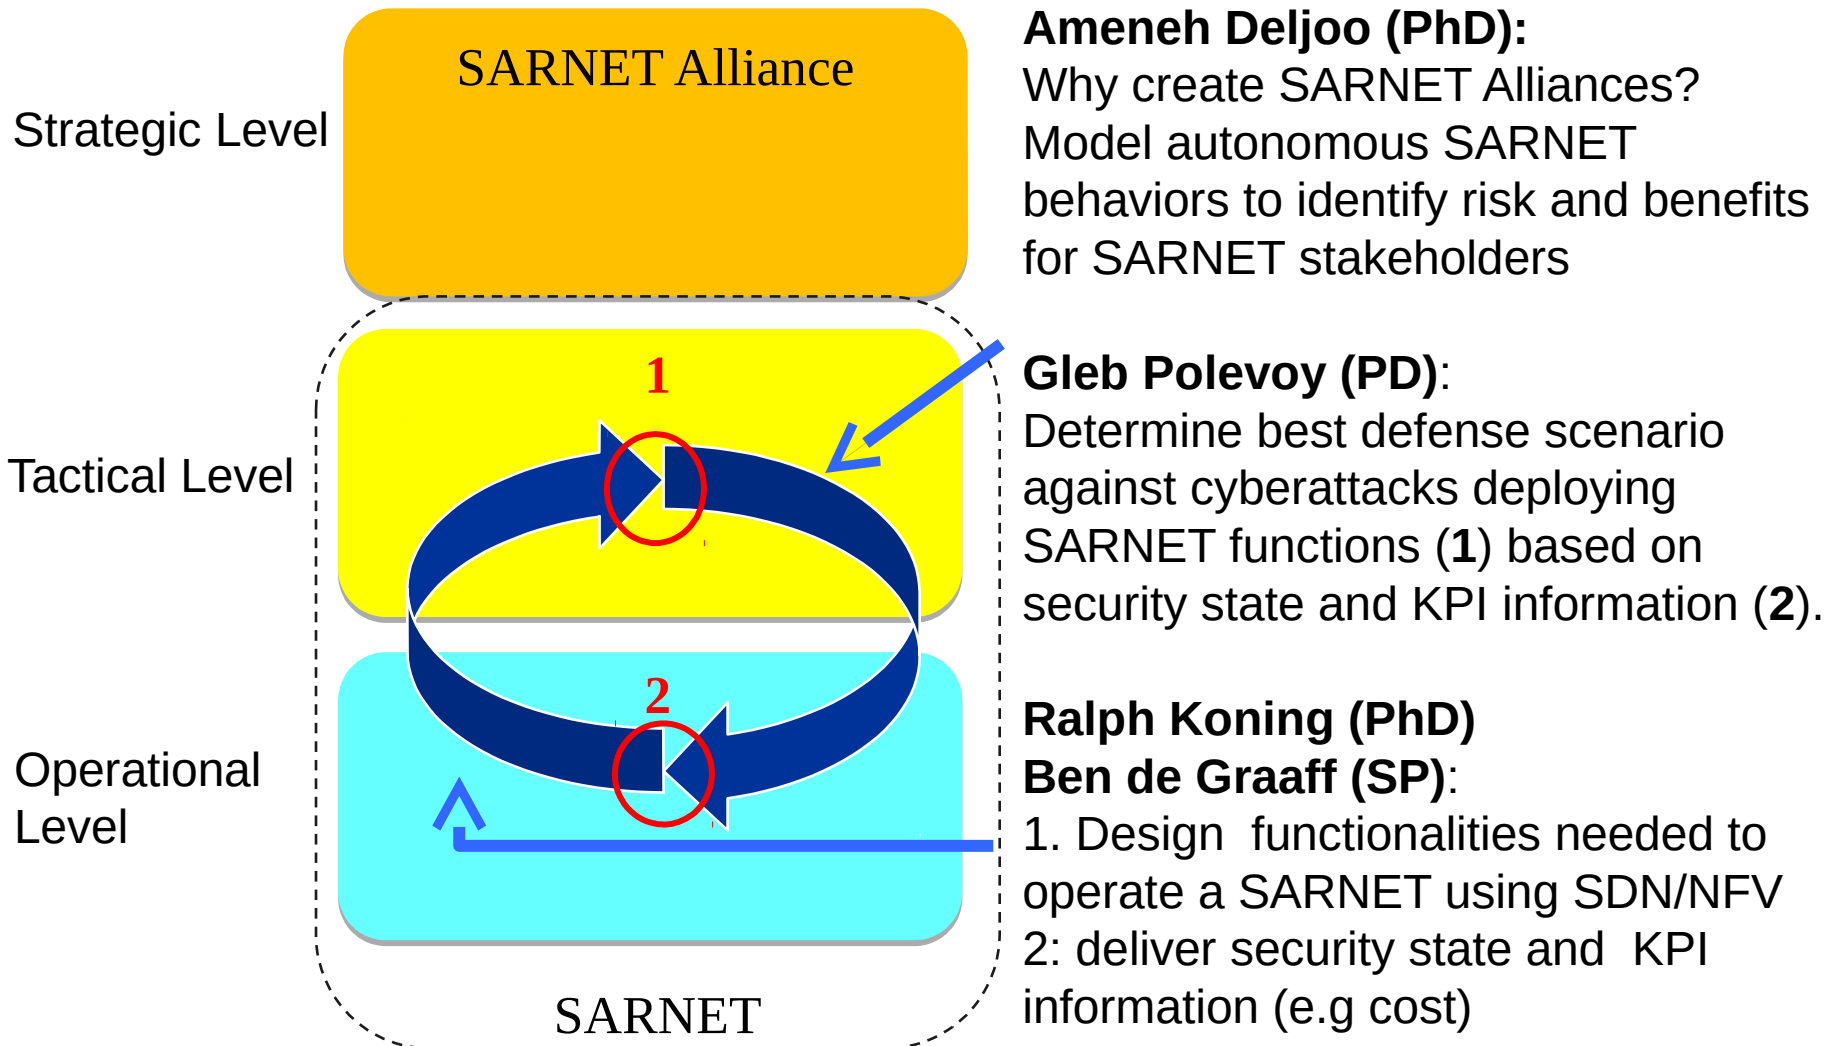 SARNET Alliance
Strategic Level
Ameneh Deljoo (PhD):
Why create SARNET Alliances?
Model autonomous SARNET
behaviors to identify risk and benefits
for SARNET stakeholders
1
Tactical Level
Gleb Polevoy (PD):
Determine best defense scenario
against cyberattacks deploying
SARNET functions (1) based on
security state and KPI information (2).
2
Operational
Level
Ralph Koning (PhD)
Ben de Graaff (SP):
1. Design  functionalities needed to
operate a SARNET using SDN/NFV
2: deliver security state and  KPI
information (e.g cost)
SARNET